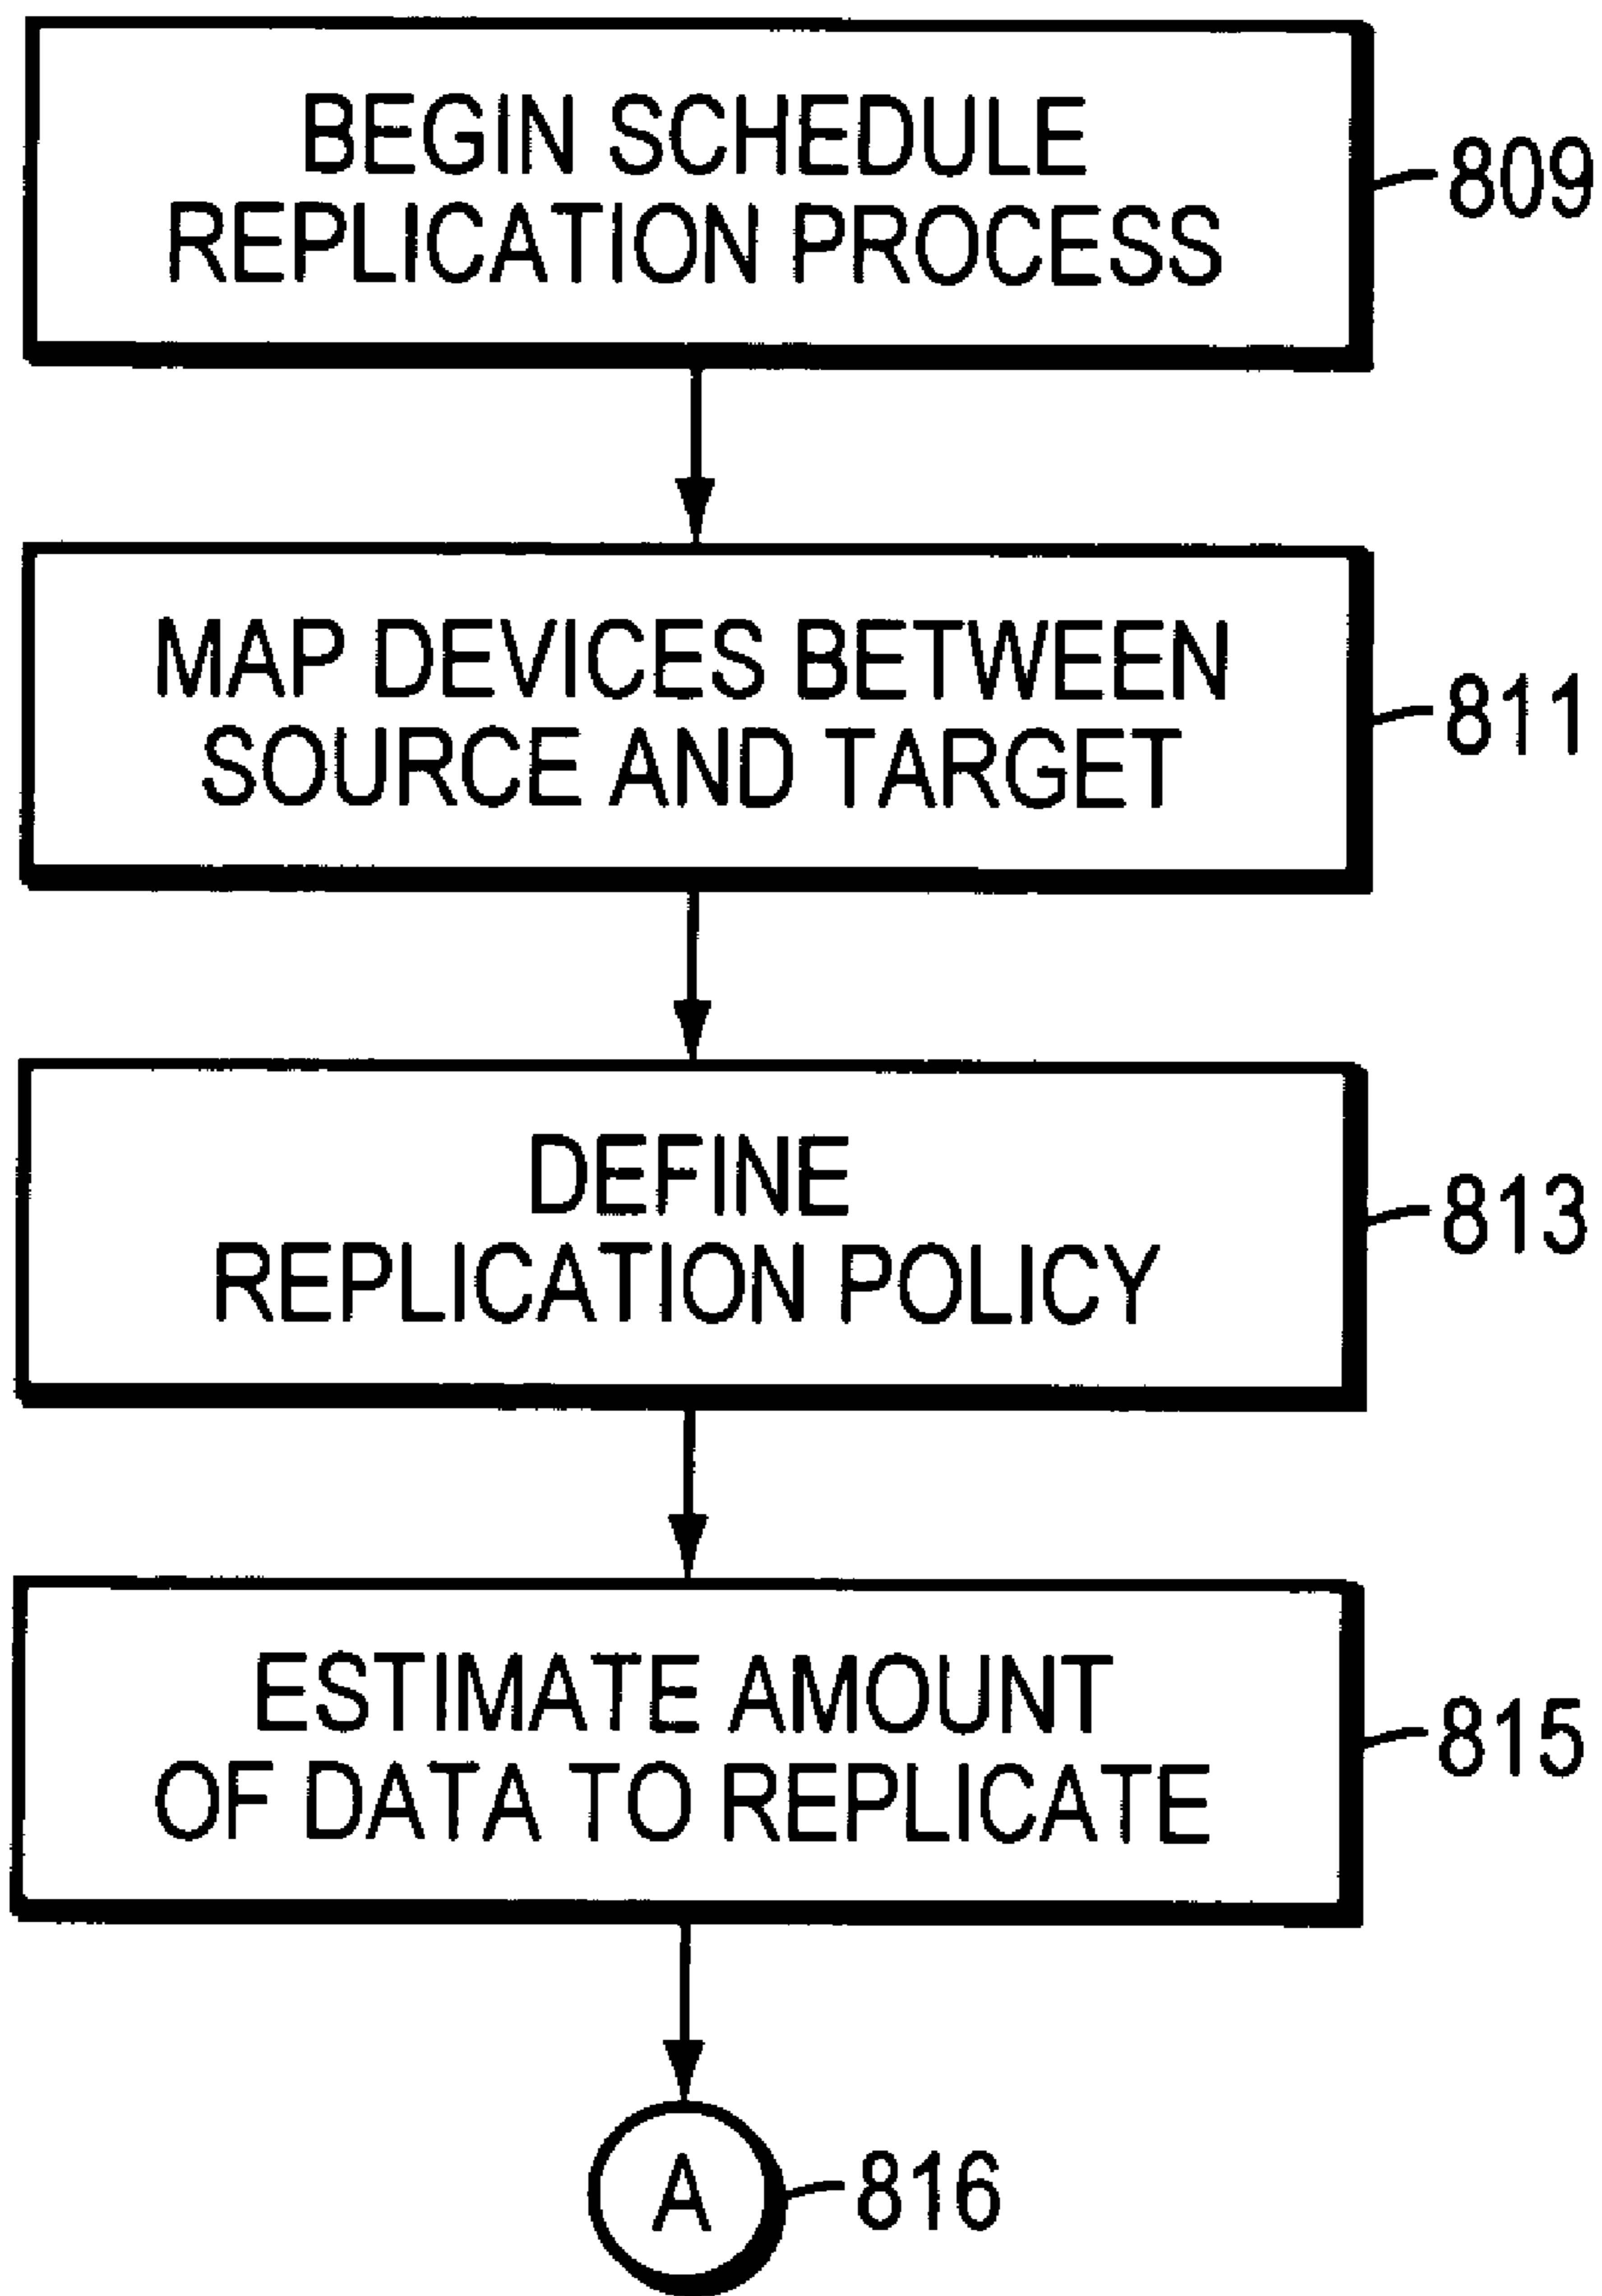 BEGIN SCHEDULE
REPLICATION PROCESS
809
MAP DEVICES BETWEEN
SOURCE AND TARGET
811
DEFINE
REPLICATION POLICY
813
ESTIMATE AMOUNT
OF DATA TO REPLICATE
815
A
816